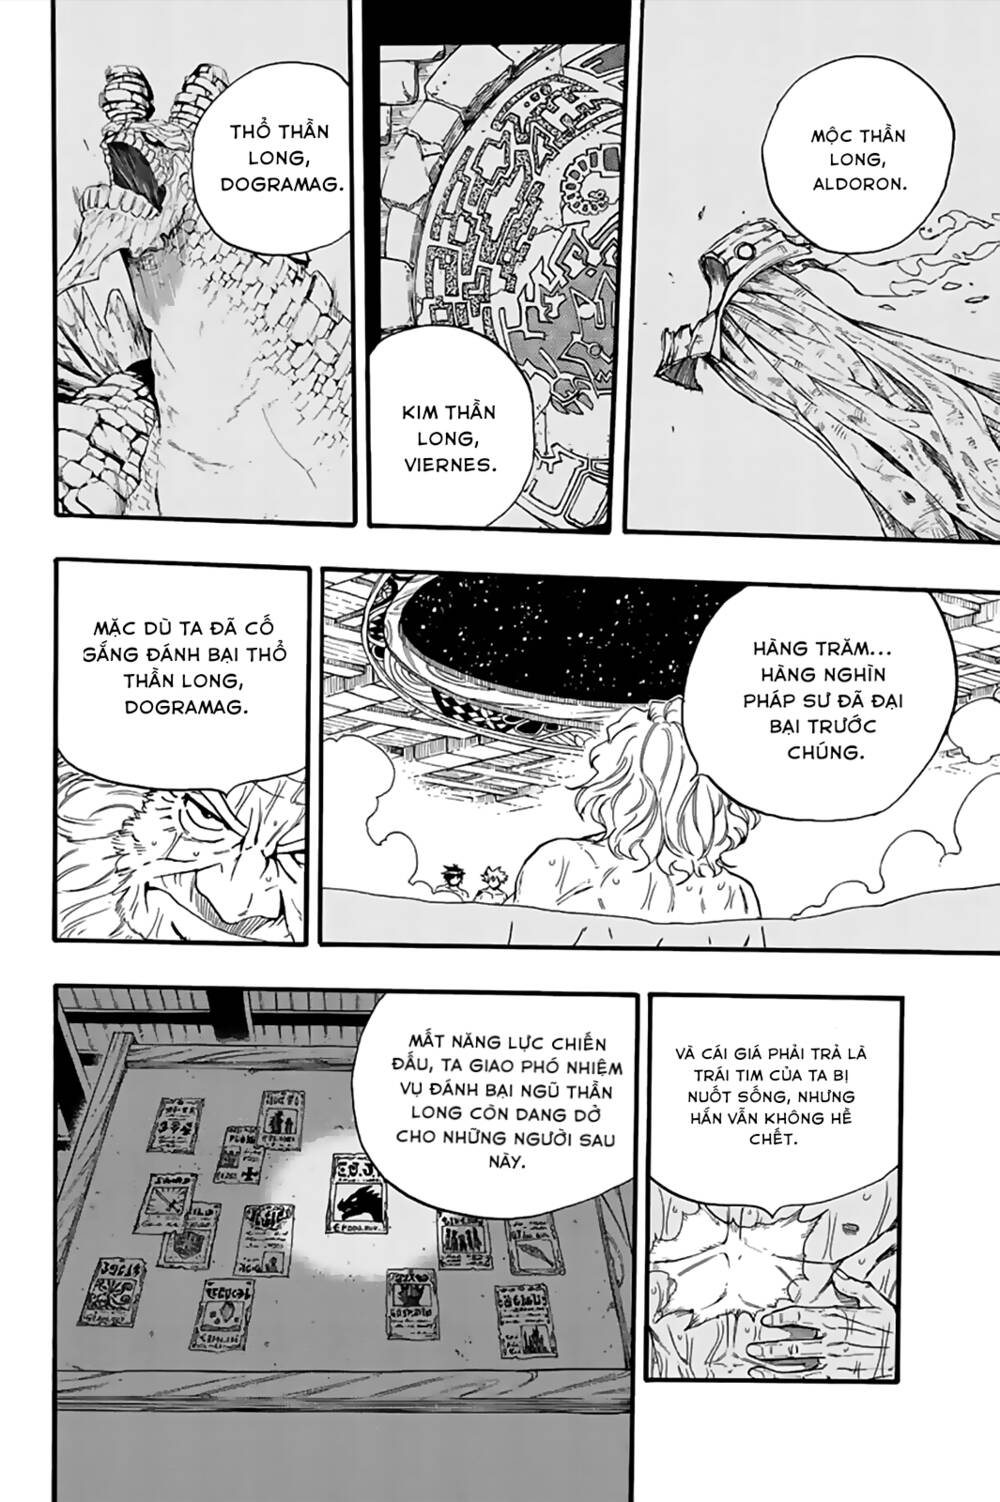 MỘC THẦN
LONG,
ALDORON.
KIM THẦN
LONG,
VIERNES.
THỔ THẦN
LONG,
DOGRAMAG.
HÀNG TRĂM...
HÀNG NGHÌN
PHÁP SƯ ĐÃ ĐẠI
BẠI TRƯỚC
CHÚNG.
MẶC DÙ TA ĐÃ CỐ
GẮNG ĐÁNH BẠI THỔ
THẦN LONG,
DOGRAMAG.
VÀ CÁI GIÁ PHẢI TRẢ LÀ
TRÁI TIM CỦA TA BỊ
NUỐT SỐNG, NHƯNG
HẮN VẪN KHÔNG HỀ
CHẾT.
MẤT NĂNG LỰC CHIẾN
ĐẤU, TA GIAO PHÓ NHIỆM
VỤ ĐÁNH BẠI NGŨ THẦN
LONG CÒN DANG DỞ
CHO NHỮNG NGƯỜI SAU
NÀY.